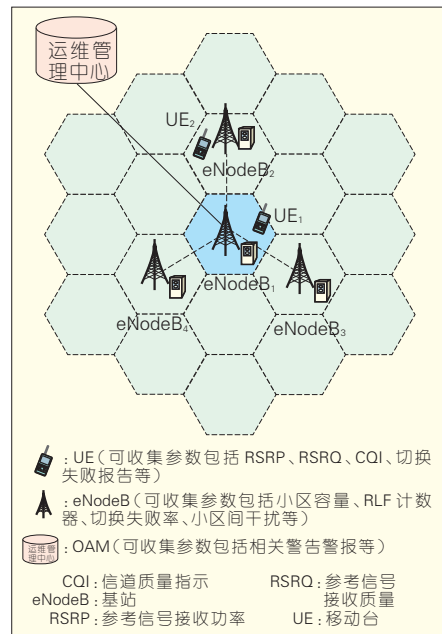 运维管
理中心
UE2
eNodeB2
UE1
eNodeB1
eNodeB4
eNodeB3
:UE(可收集参数包括 RSRP、RSRQ、CQI、切换
失败报告等)
:eNodeB(可收集参数包括小区容量、RLF 计数
器、切换失败率、小区间干扰等)
运维管
理中心
:OAM(可收集参数包括相关警告警报等)
CQI:信道质量指示
RSRQ:参考信号
eNodeB:基站
接收质量
RSRP:参考信号接收功率
UE:移动台